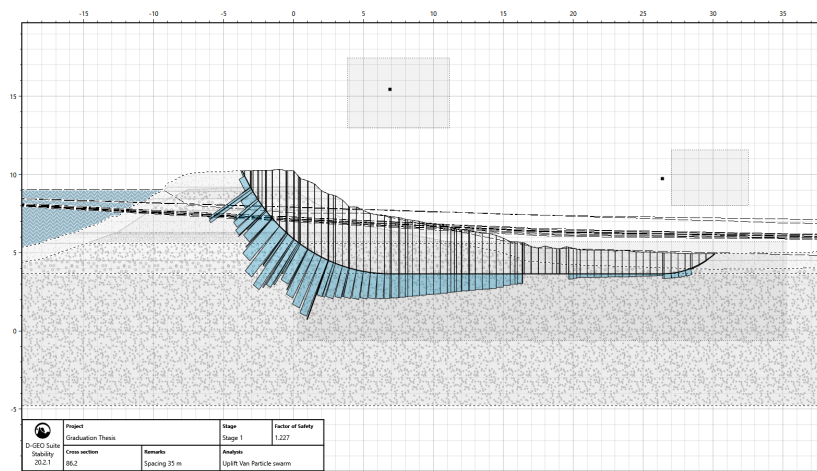 -15 -10 -5 0 5 10 15 20 25 30 35
15
10
5
0
-5
D-GEO Suite
Stability
20.2.1
Project
Graduation Thesis
Stage
Stage 1
Factor of Safety
1.227
Cross section
86.2
Remarks
Spacing 35 m
Analysis
Uplift Van Particle swarm